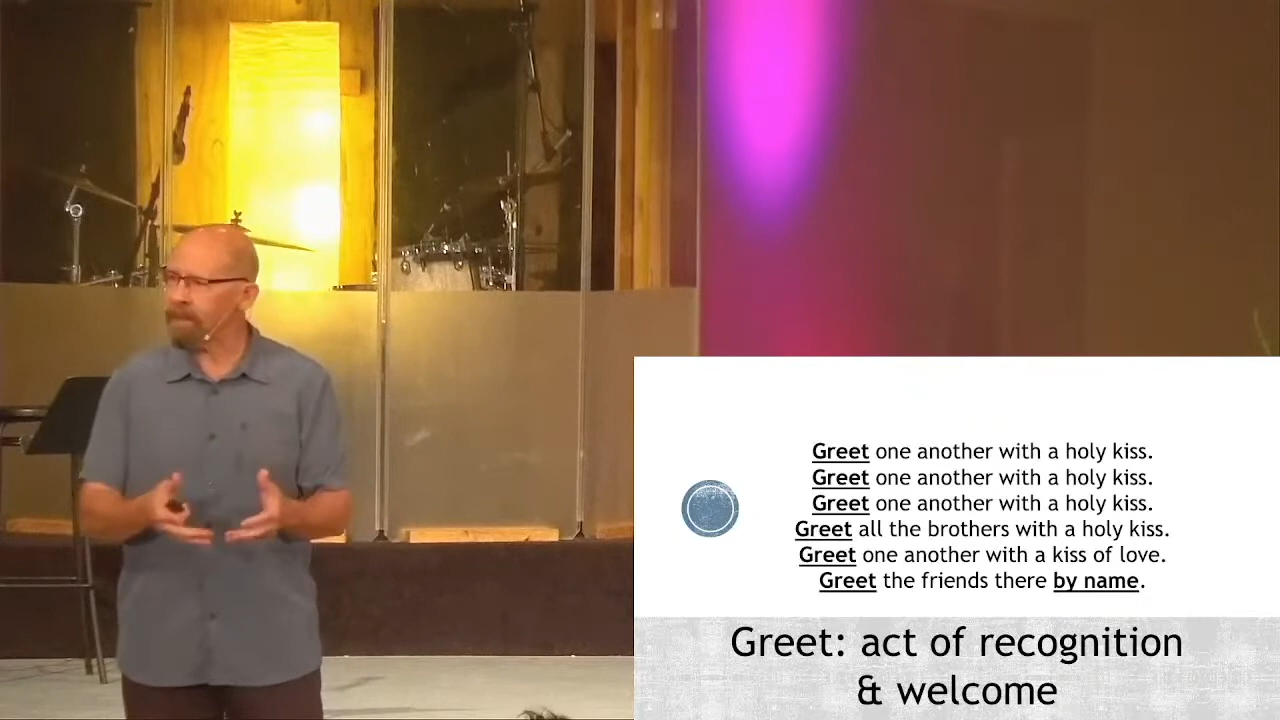 Greet one another with a holy kiss.
Greet one another with a holy kiss.
Greet one another with a holy kiss.
Greet all the brothers with a holy kiss.
Greet one another with a kiss of love.
Greet the friends there by name.
Greet: act of recognition
& welcome